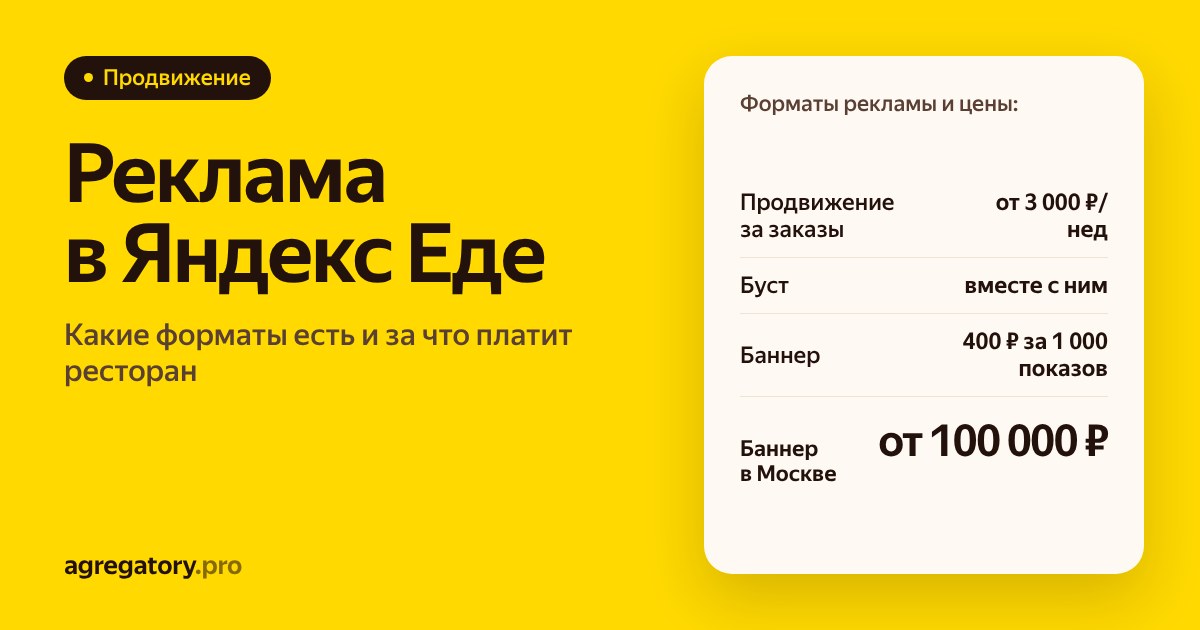 Продвижение
Реклама
в Яндекс Еде
Какие форматы есть и за что платит
ресторан
agregatory.pro
Форматы рекламы и цены:
Продвижение
за заказы
от 3 000 ₽/
нед
Буст
вместе с ним
Баннер
400 ₽ за 1 000
показов
Баннер
в Москве
от 100 000 ₽